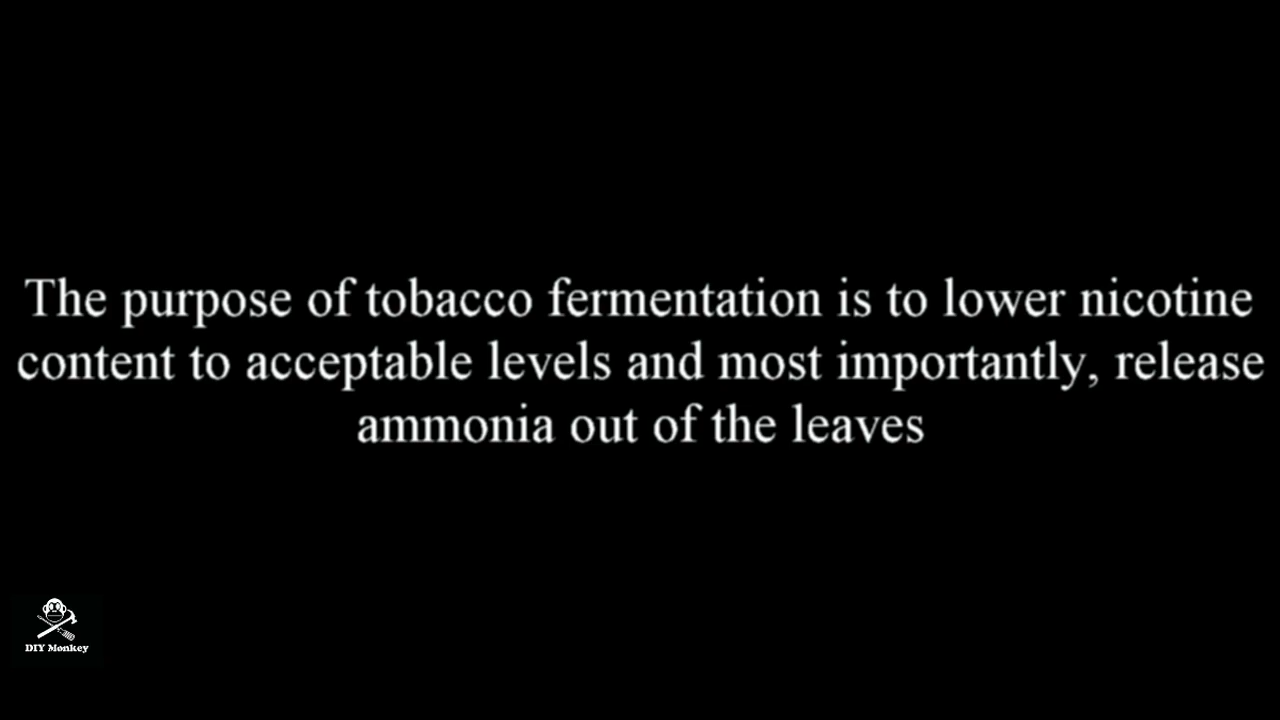 The purpose of tobacco fermentation is to lower nicotine
content to acceptable levels and most importantly, release
ammonia out of the leaves
DIY Monkey